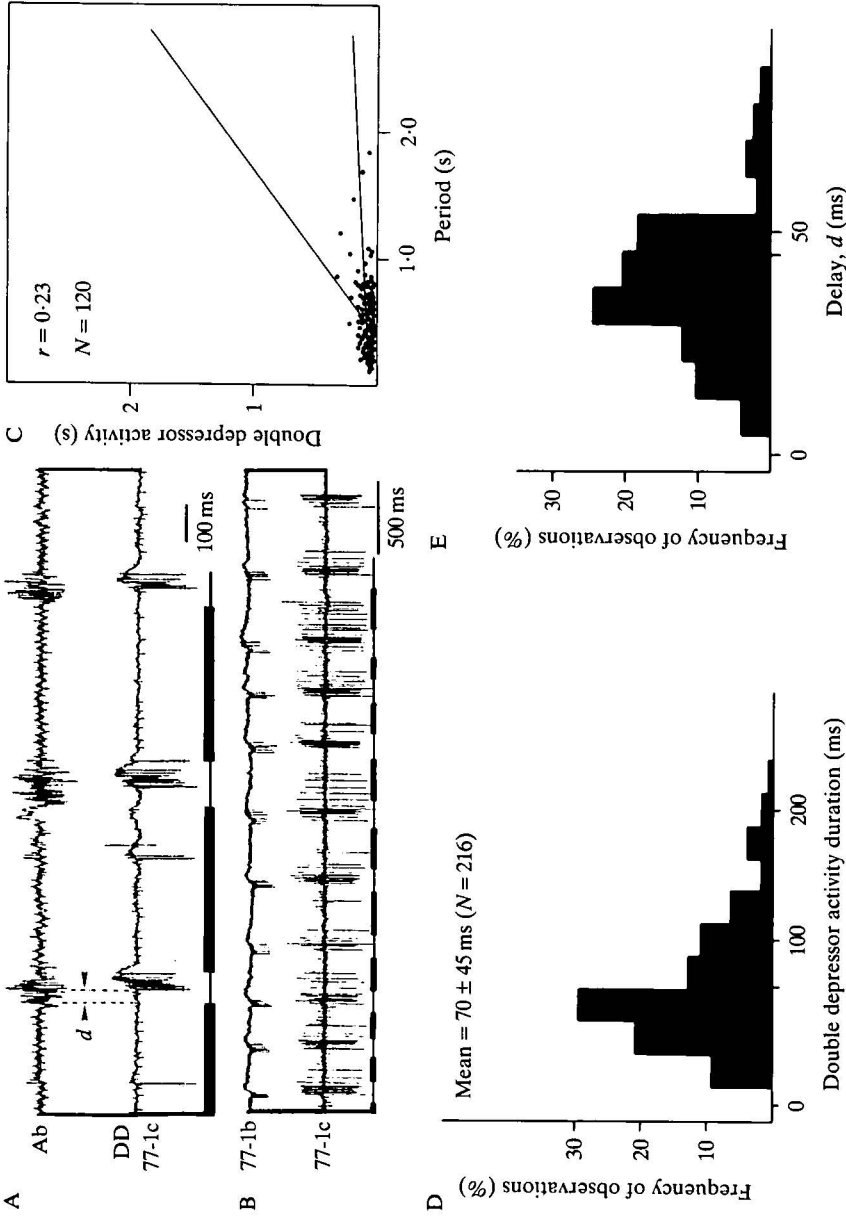 A
Ab
d
DD
77-1c
100 ms
B
77-1b
77-1c
500 ms
C
r = 0·23
N = 120
Double depressor activity (s)
2
1
1·0
2·0
Period (s)
D
Mean = 70 ± 45 ms (N = 216)
Frequency of observations (%)
30
20
10
0
100
200
Double depressor activity duration (ms)
E
Frequency of observations (%)
30
20
10
0
50
Delay, d (ms)